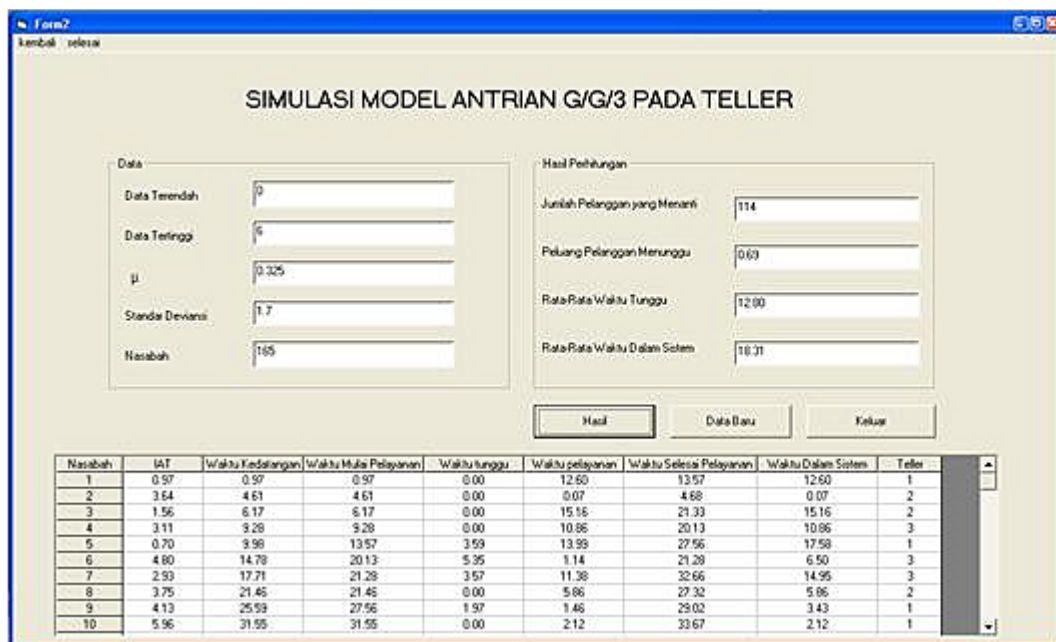 Form2
kembali selesai
SIMULASI MODEL ANTRIAN G/G/3 PADA TELLER
Data
Data Terendah 0
Data Tertinggi 6
µ 0.325
Standar Deviansi 1.7
Nasabah 165
Hasil Perhitungan
Jumlah Pelanggan yang Menanti 114
Peluang Pelanggan Menunggu 0.69
Rata-Rata Waktu Tunggu 12.80
Rata-Rata Waktu Dalam Sistem 18.31
Hasil Data Baru Keluar
Nasabah IAT Waktu Kedatangan Waktu Mulai Pelayanan Waktu tunggu Waktu pelayanan Waktu Selesai Pelayanan Waktu Dalam Sistem Teller
1 0.97 0.97 0.97 0.00 12.60 13.57 12.60 1
2 3.64 4.61 4.61 0.00 0.07 4.68 0.07 2
3 1.56 6.17 6.17 0.00 15.16 21.33 15.16 2
4 3.11 9.28 9.28 0.00 10.86 20.13 10.86 3
5 0.70 9.98 13.57 3.59 13.99 27.56 17.58 1
6 4.80 14.78 20.13 5.35 1.14 21.28 6.50 3
7 2.93 17.71 21.28 3.57 11.38 32.66 14.95 3
8 3.75 21.46 21.46 0.00 5.86 27.32 5.86 2
9 4.13 25.59 27.56 1.97 1.46 29.02 3.43 1
10 5.96 31.55 31.55 0.00 2.12 33.67 2.12 1